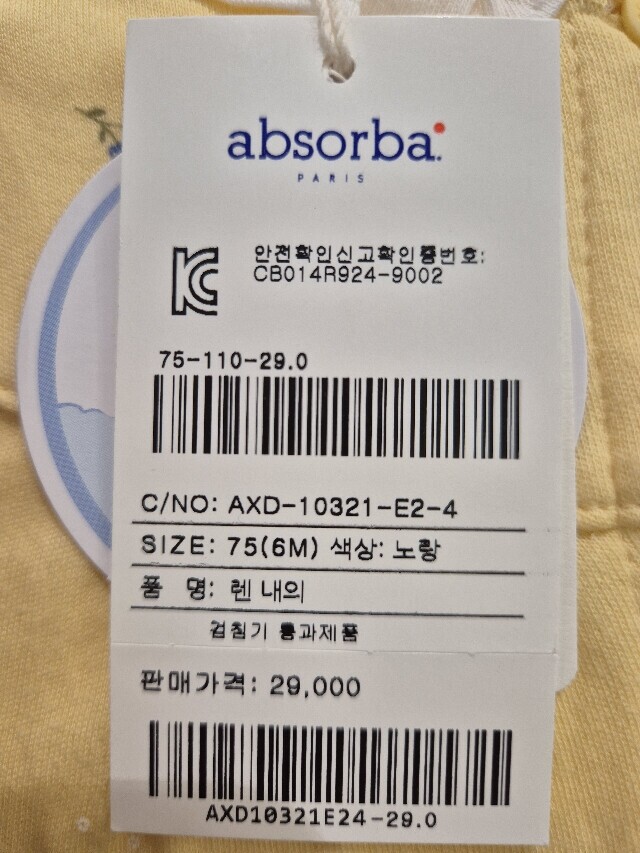 absorba.
PARIS
안전확인신고확인증번호:
CB014R924-9002
75-110-29.0
C/NO: AXD-10321-E2-4
SIZE: 75(6M) 색상: 노랑
품 명: 렌 내의
검침기 통과제품
판매가격: 29,000
AXD10321E24-29.0